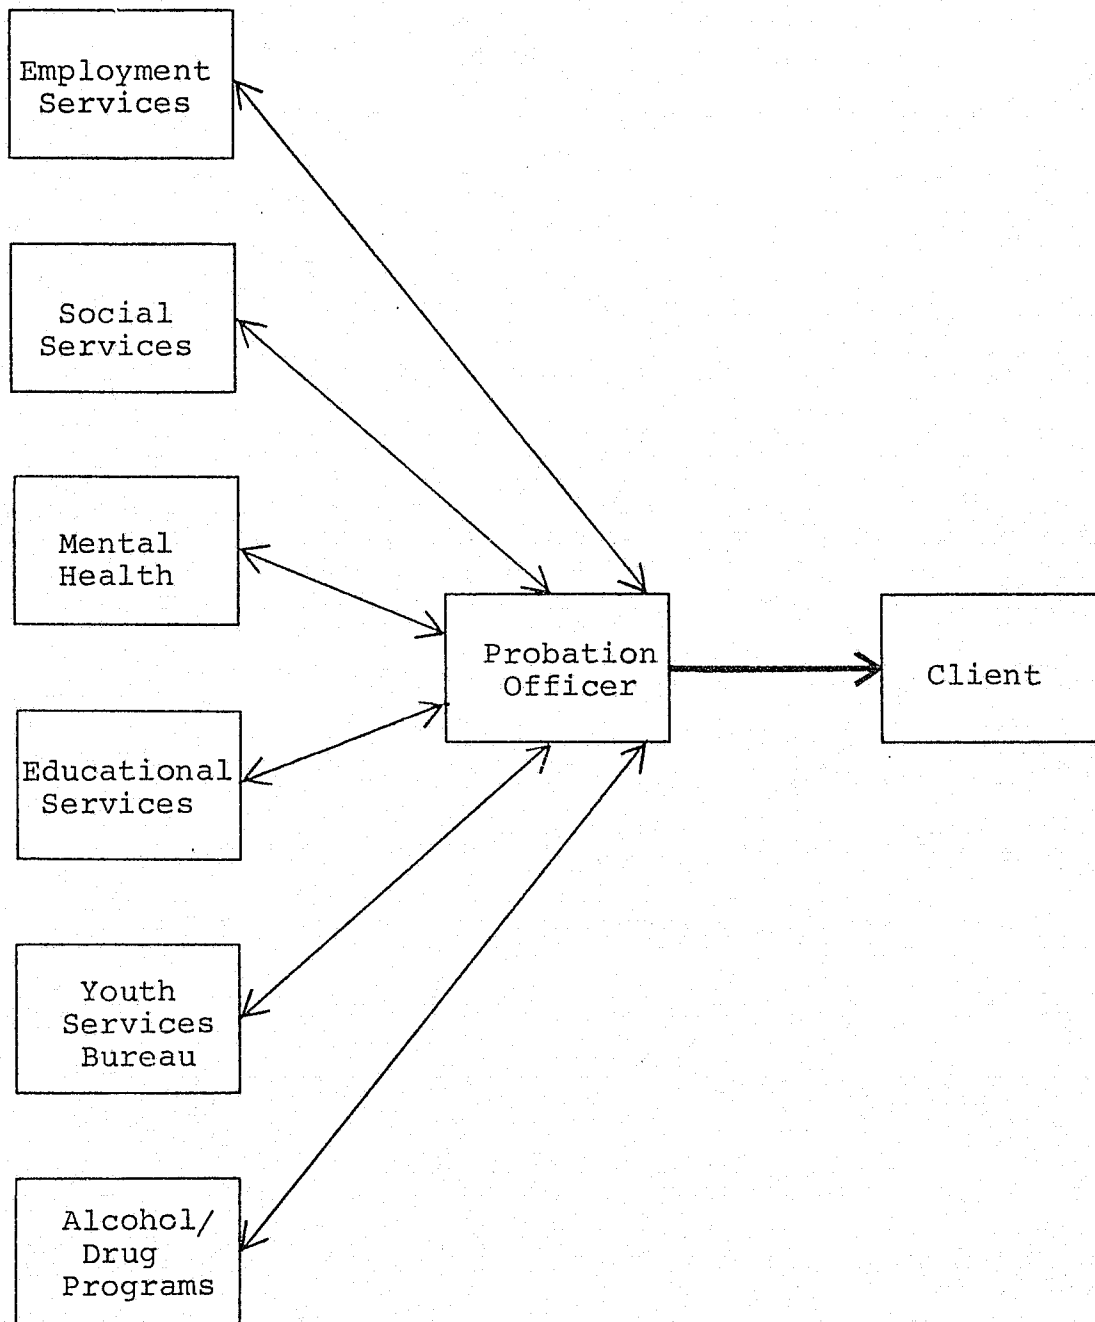 Employment
Services
Social
Services
Mental
Health
Probation
Officer
Client
Educational
Services
Youth
Services
Bureau
Alcohol/
Drug
Programs